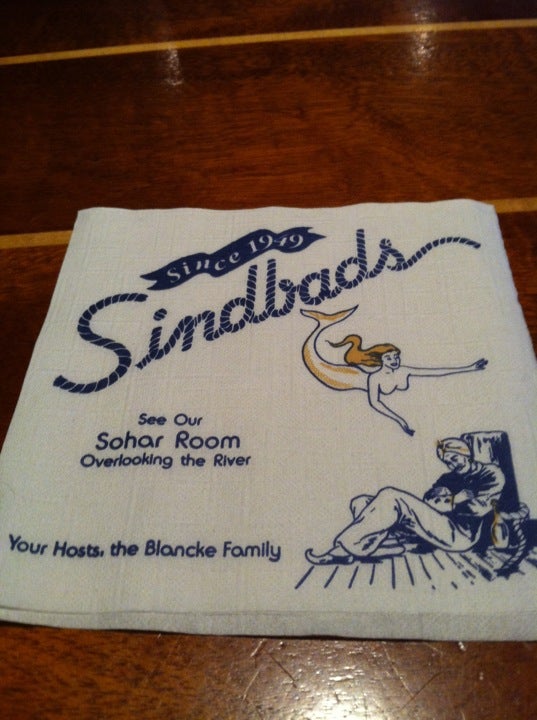 Since 1949
Sindbads
See Our
Sohar Room
Overlooking the River
Your Hosts, the Blancke Family